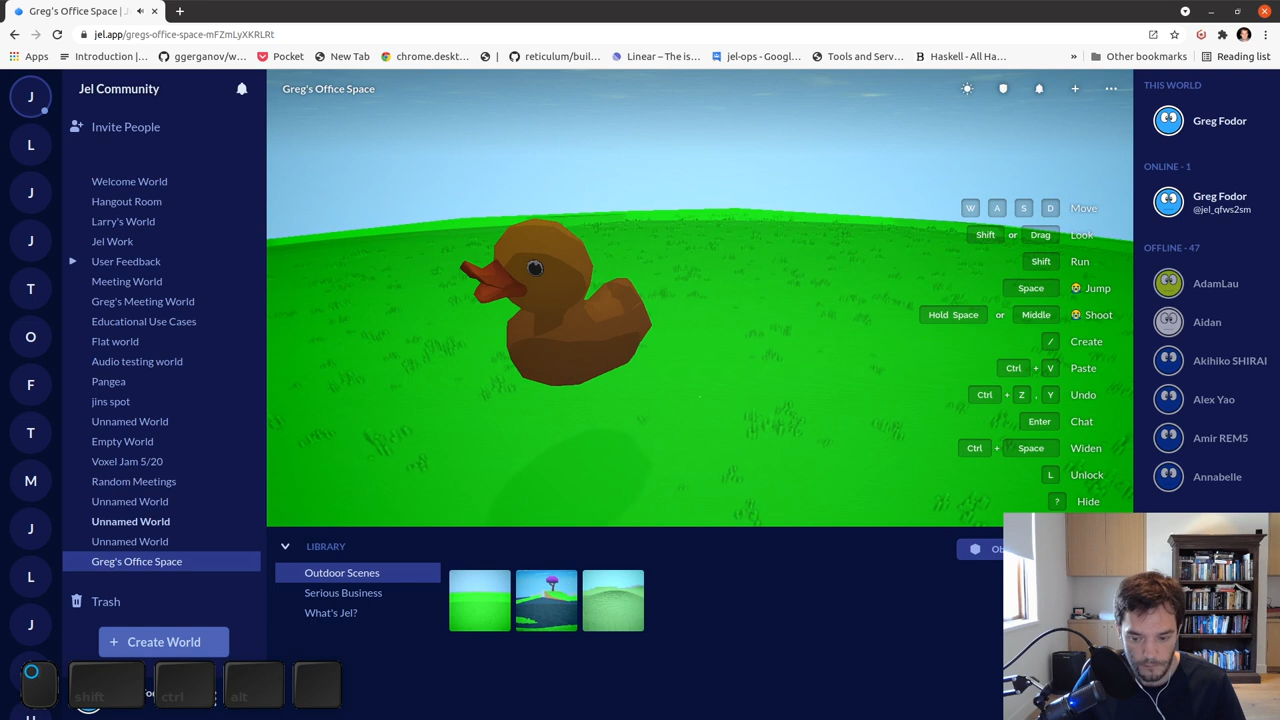 Greg's Office Space | J
jel.app/gregs-office-space-mFZmLyXKRLRt
Apps
Introduction |...
ggerganov/w...
Pocket
New Tab
chrome.deskt...
|
reticulum/buil...
Linear – The is...
jel-ops - Googl...
Tools and Serv...
Haskell - All Ha...
»
Other bookmarks
Reading list
J
L
J
J
T
O
F
T
M
J
L
J
Jel Community
Invite People
Welcome World
Hangout Room
Larry's World
Jel Work
User Feedback
Meeting World
Greg's Meeting World
Educational Use Cases
Flat world
Audio testing world
Pangea
jins spot
Unnamed World
Empty World
Voxel Jam 5/20
Random Meetings
Unnamed World
Unnamed World
Unnamed World
Greg's Office Space
Trash
+ Create World
shift
ctrl
alt
Greg's Office Space
W A S D Move
Shift or Drag Look
Shift Run
Space Jump
Hold Space or Middle Shoot
/ Create
Ctrl + V Paste
Ctrl + Z , Y Undo
Enter Chat
Ctrl + Space Widen
L Unlock
? Hide
LIBRARY
Outdoor Scenes
Serious Business
What's Jel?
THIS WORLD
Greg Fodor
ONLINE - 1
Greg Fodor
@jel_qfws2sm
OFFLINE - 47
AdamLau
Aidan
Akihiko SHIRAI
Alex Yao
Amir REM5
Annabelle